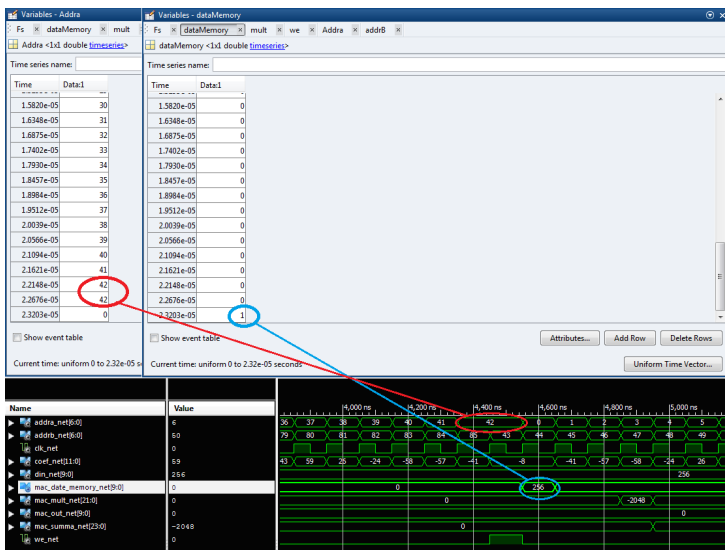 Variables - Addra
Fs × dataMemory × mult
Addra <1x1 double timeseries>
Time series name:
Time Data:1
1.5820e-05 30
1.6348e-05 31
1.6875e-05 32
1.7402e-05 33
1.7930e-05 34
1.8457e-05 35
1.8984e-05 36
1.9512e-05 37
2.0039e-05 38
2.0566e-05 39
2.1094e-05 40
2.1621e-05 41
2.2148e-05 42
2.2676e-05 42
2.3203e-05 0
Show event table
Current time: uniform 0 to 2.32e-05 se
Variables - dataMemory
Fs × dataMemory × mult × we × Addra × addrB ×
dataMemory <1x1 double timeseries>
Time series name:
Time Data:1
1.5820e-05 0
1.6348e-05 0
1.6875e-05 0
1.7402e-05 0
1.7930e-05 0
1.8457e-05 0
1.8984e-05 0
1.9512e-05 0
2.0039e-05 0
2.0566e-05 0
2.1094e-05 0
2.1621e-05 0
2.2148e-05 0
2.2676e-05 0
2.3203e-05 1
Show event table
Attributes... Add Row Delete Rows
Current time: uniform 0 to 2.32e-05 seconds
Uniform Time Vector...
Name Value 4,000 ns 4,200 ns 4,400 ns 4,600 ns 4,800 ns 5,000 ns
addra_net[6:0] 6 36 37 38 39 40 41 42 0 1 2 3 4 5
addrb_net[6:0] 50 79 80 81 82 83 84 85 43 44 45 46 47 48 49
clk_net 0
coef_net[11:0] 59 43 59 25 -24 -58 -57 -41 -8 -41 -57 -58 -24 26
din_net[9:0] 256 256
mac_date_memory_net[9:0] 0 0 256 0
mac_mult_net[21:0] 0 0 -2048
mac_out_net[9:0] 0 0
mac_summa_net[23:0] -2048 0
we_net 0